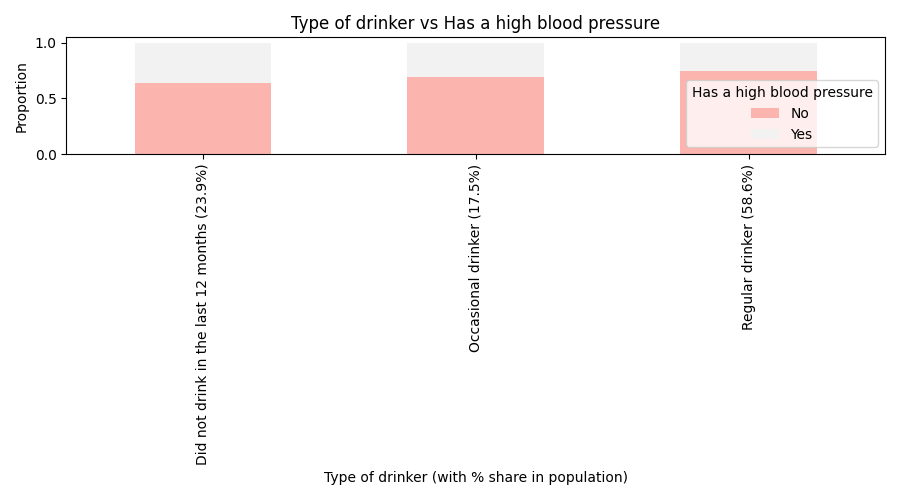 Type of drinker vs Has a high blood pressure
Proportion
1.0
0.5
0.0
Has a high blood pressure
No
Yes
Did not drink in the last 12 months (23.9%)
Occasional drinker (17.5%)
Regular drinker (58.6%)
Type of drinker (with % share in population)